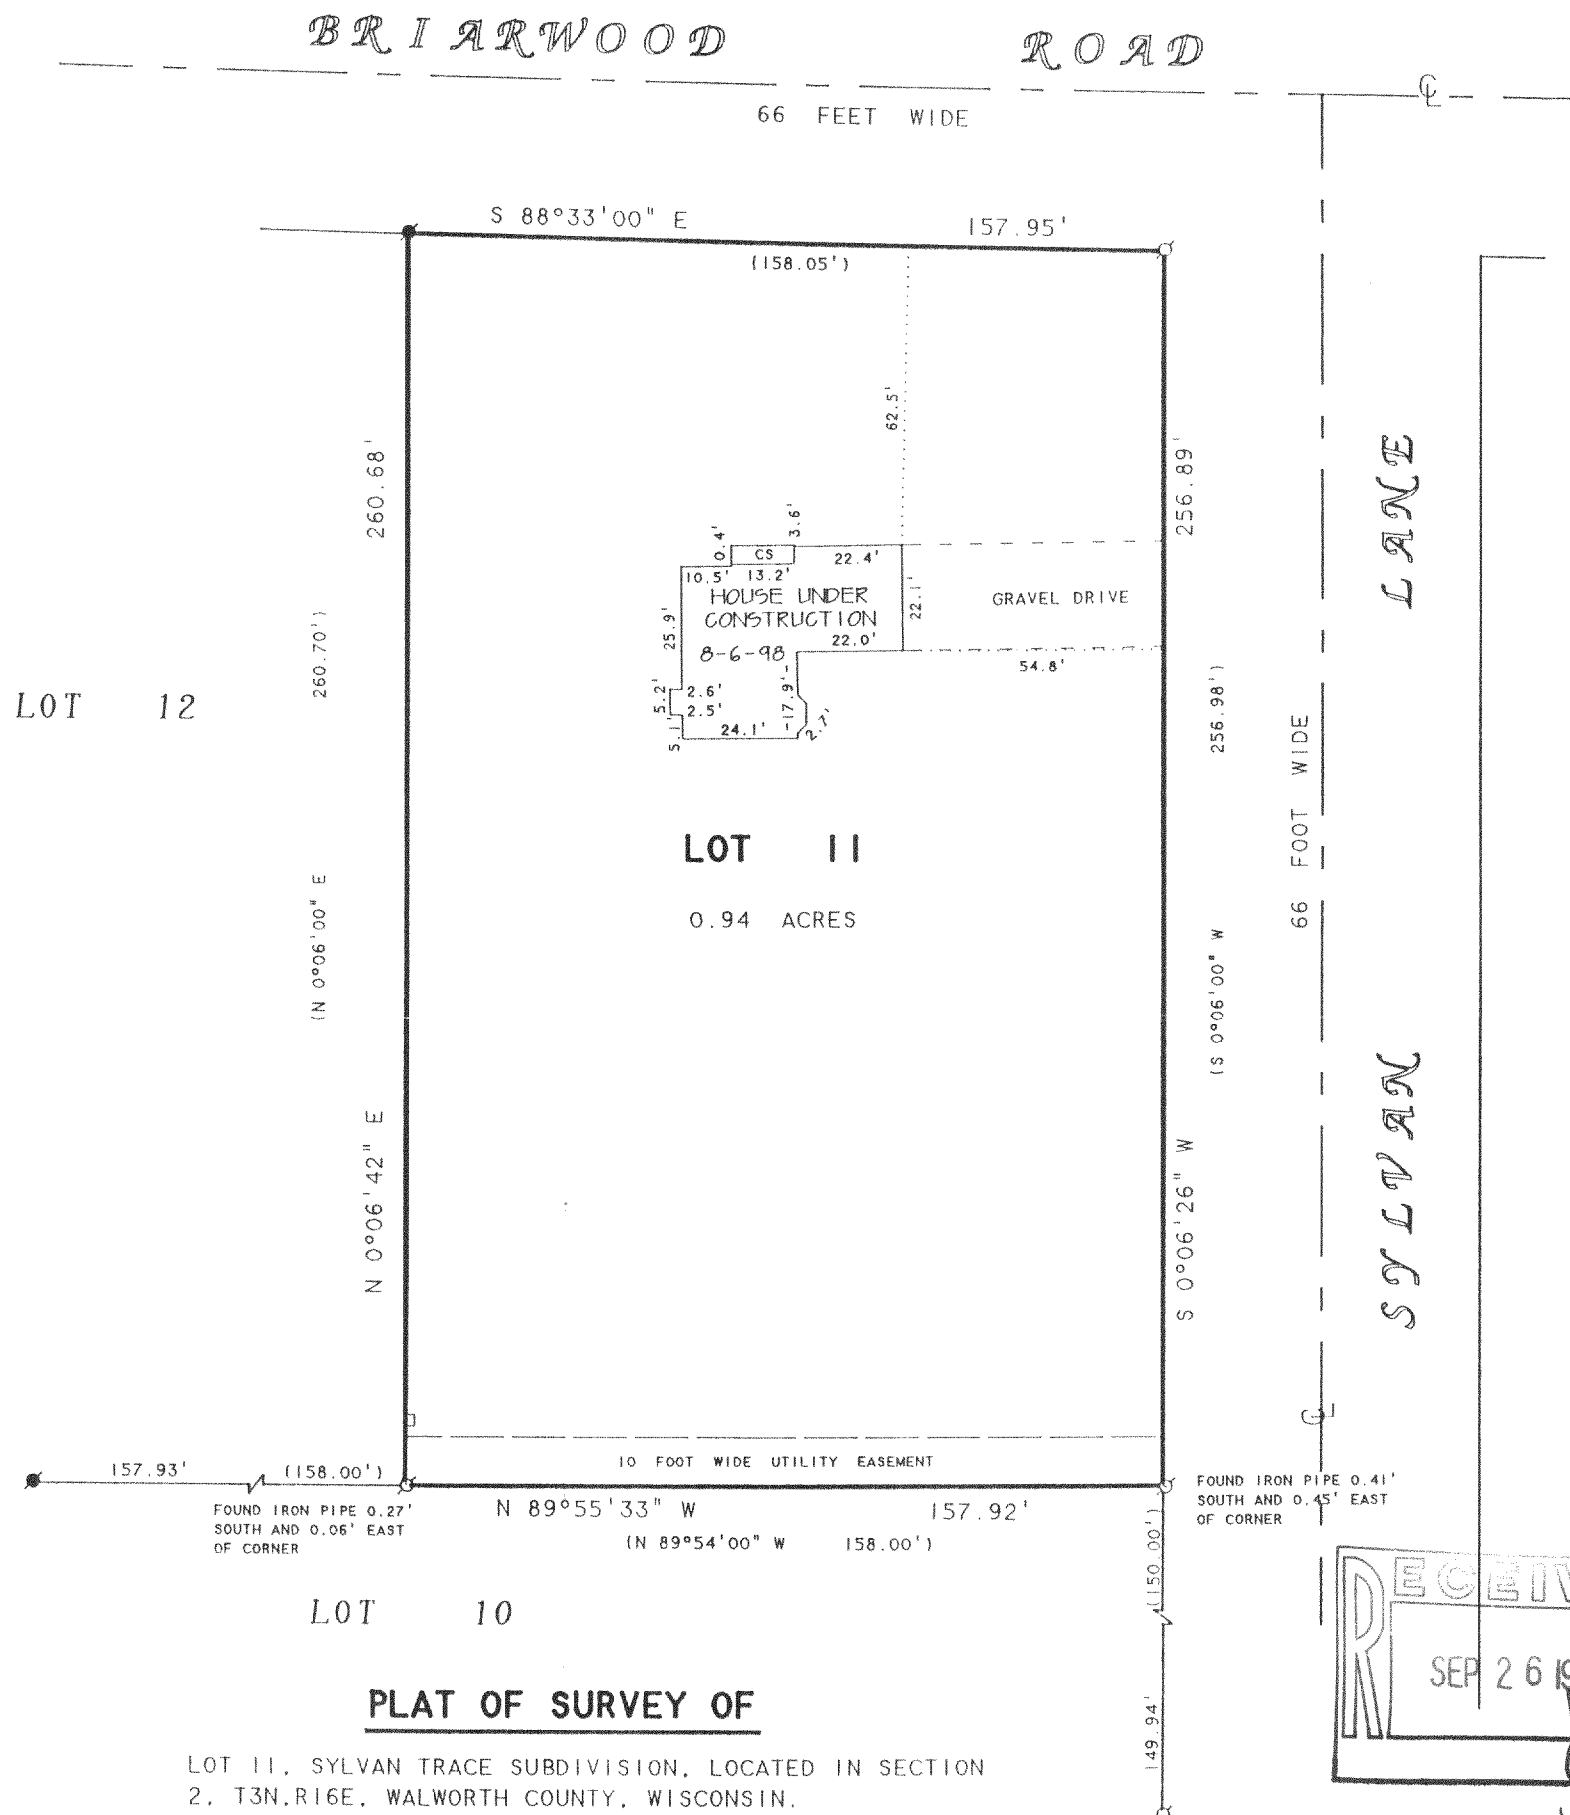 BRIARWOOD ROAD
℄
66 FEET WIDE
S 88°33'00" E 157.95'
(158.05')
62.5'
260.68'
256.89'
LANE
0.4'
3.6'
CS
22.4'
10.5' 13.2'
HOUSE UNDER
CONSTRUCTION
8-6-98
22.1'
GRAVEL DRIVE
25.9'
22.0'
54.8'
260.70')
5.2'
2.6'
2.5'
-17.9'-
24.1'
5.1'
2.7'
256.98')
LOT 12
66 FOOT WIDE
LOT 11
0.94 ACRES
(N 0°06'00" E
(S 0°06'00" W
N 0°06'42" E
S 0°06'26" W
SYLVAN
℄
10 FOOT WIDE UTILITY EASEMENT
157.93' (158.00')
FOUND IRON PIPE 0.27'
SOUTH AND 0.06' EAST
OF CORNER
N 89°55'33" W 157.92'
(N 89°54'00" W 158.00')
FOUND IRON PIPE 0.41'
SOUTH AND 0.45' EAST
OF CORNER
(150.00')
149.94'
LOT 10
RECEIV
SEP 26 19
PLAT OF SURVEY OF
LOT 11, SYLVAN TRACE SUBDIVISION, LOCATED IN SECTION
2, T3N,R16E, WALWORTH COUNTY, WISCONSIN.